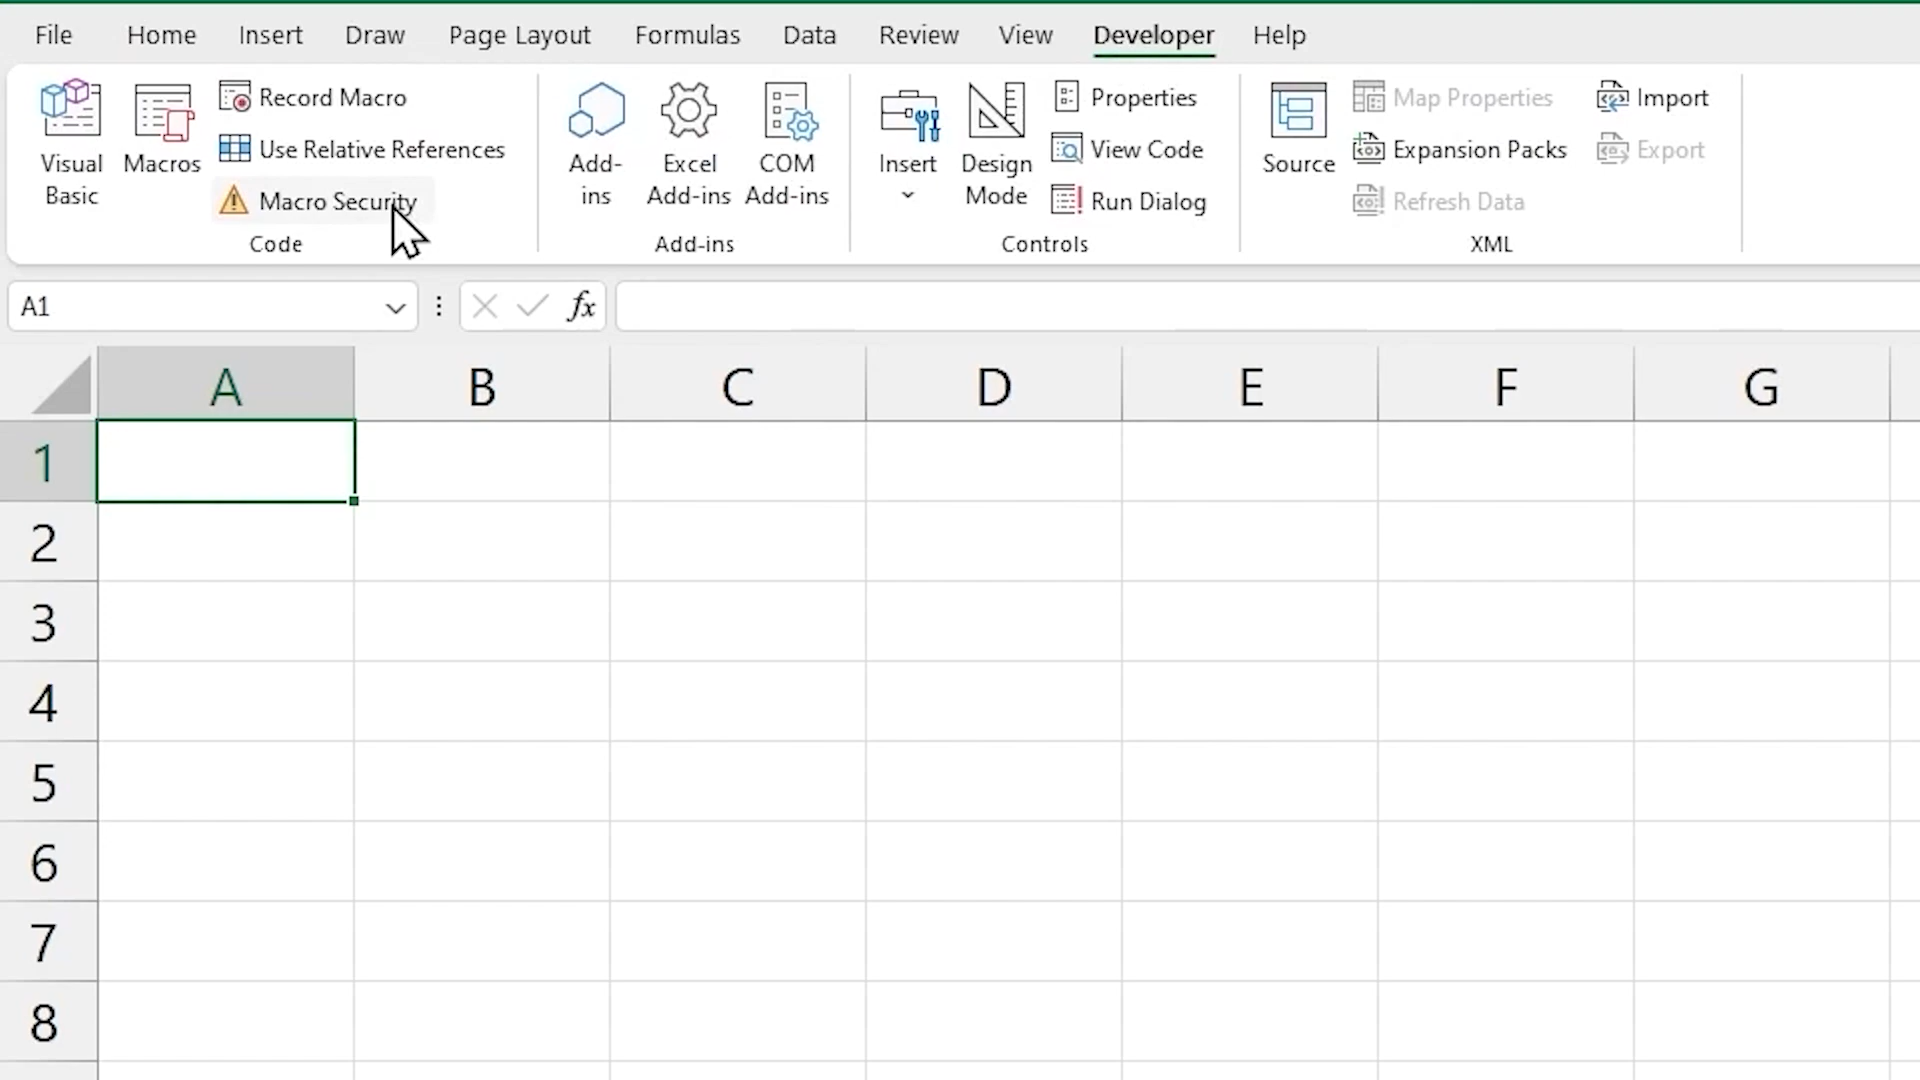 File Home Insert Draw Page Layout Formulas Data Review View Developer Help
Visual Basic
Macros
Record Macro
Use Relative References
Macro Security
Code
Add-ins
Excel Add-ins
COM Add-ins
Add-ins
Insert
Design Mode
Properties
View Code
Run Dialog
Controls
Source
Map Properties
Expansion Packs
Refresh Data
Import
Export
XML
A1
fx
A B C D E F G
1
2
3
4
5
6
7
8